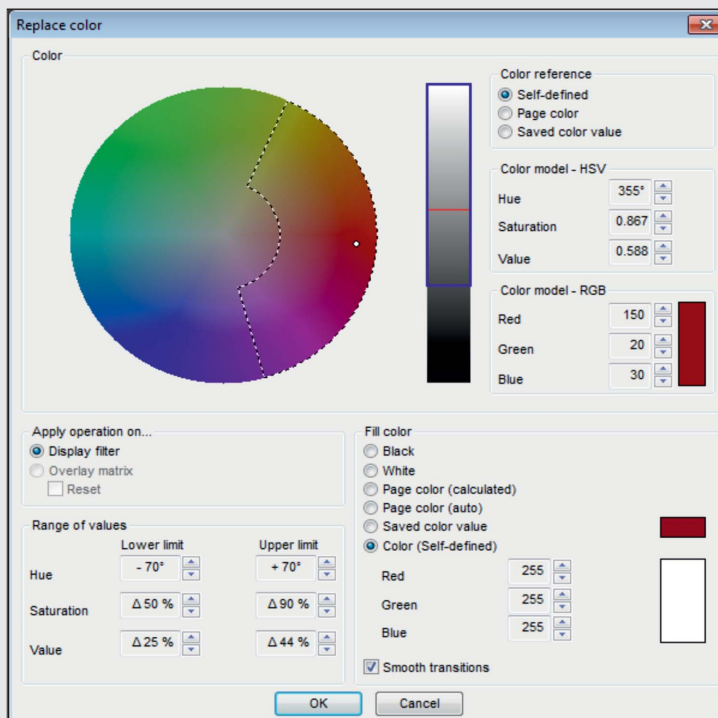 Replace color
Color
Color reference
Self-defined
Page color
Saved color value
Color model - HSV
Hue 355°
Saturation 0.867
Value 0.588
Color model - RGB
Red 150
Green 20
Blue 30
Apply operation on...
Display filter
Overlay matrix
Reset
Range of values
Lower limit Upper limit
Hue - 70° + 70°
Saturation Δ 50 % Δ 90 %
Value Δ 25 % Δ 44 %
Fill color
Black
White
Page color (calculated)
Page color (auto)
Saved color value
Color (Self-defined)
Red 255
Green 255
Blue 255
Smooth transitions
OK Cancel